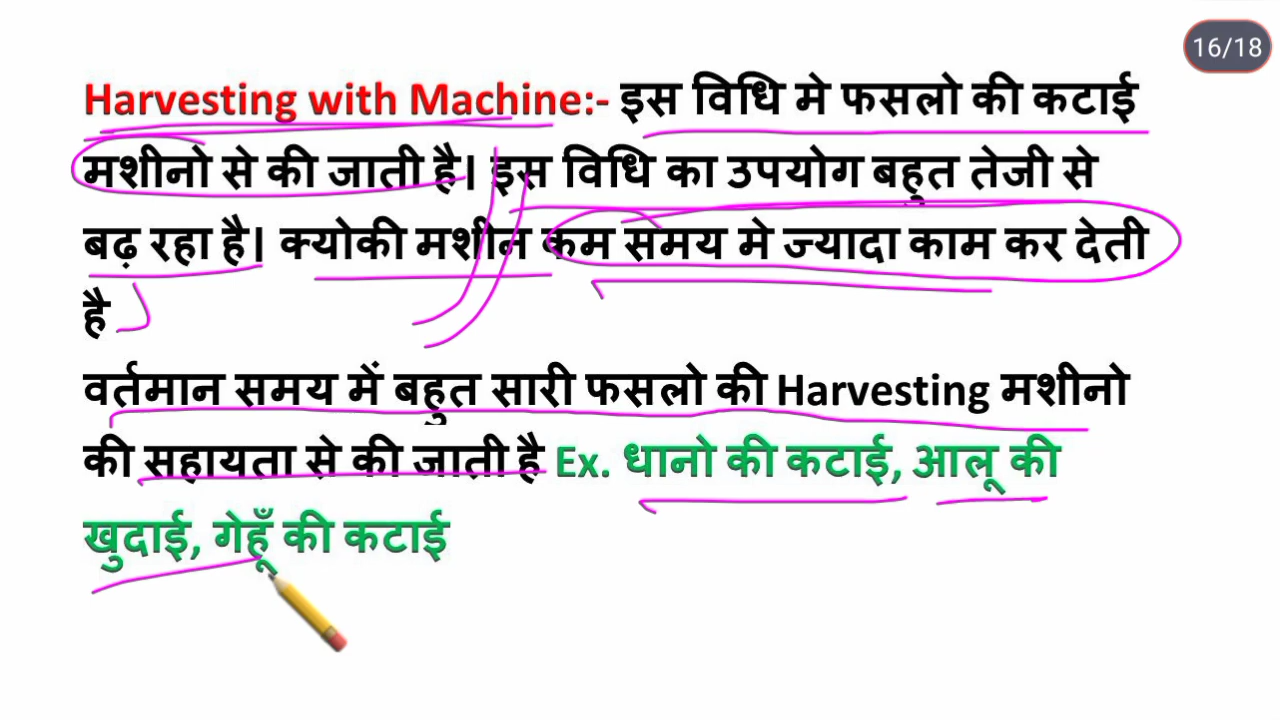 16/18
Harvesting with Machine:- इस विधि मे फसलो की कटाई
मशीनो से की जाती है। इस विधि का उपयोग बहुत तेजी से
बढ़ रहा है। क्योकी मशीन कम समय मे ज्यादा काम कर देती
है
वर्तमान समय में बहुत सारी फसलो की Harvesting मशीनो
की सहायता से की जाती है Ex. धानो की कटाई, आलू की
खुदाई, गेहूँ की कटाई